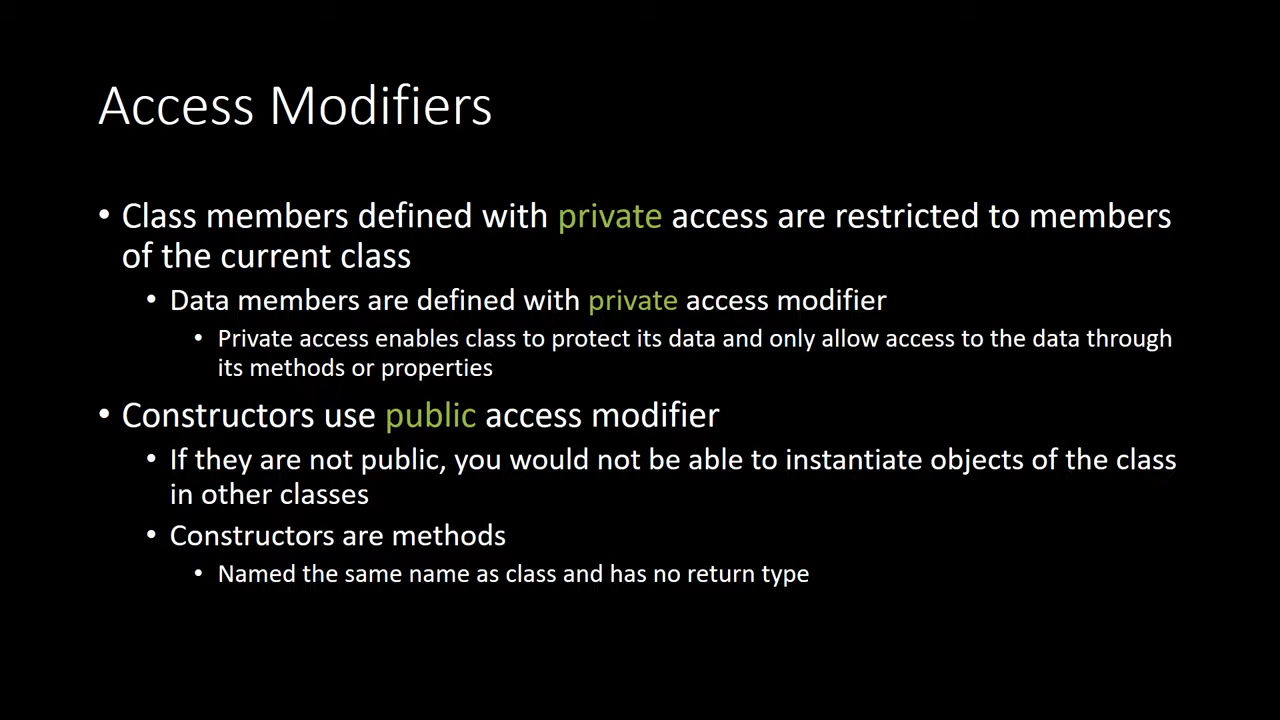 Access Modifiers
• Class members defined with private access are restricted to members
of the current class
• Data members are defined with private access modifier
• Private access enables class to protect its data and only allow access to the data through
its methods or properties
• Constructors use public access modifier
• If they are not public, you would not be able to instantiate objects of the class
in other classes
• Constructors are methods
• Named the same name as class and has no return type